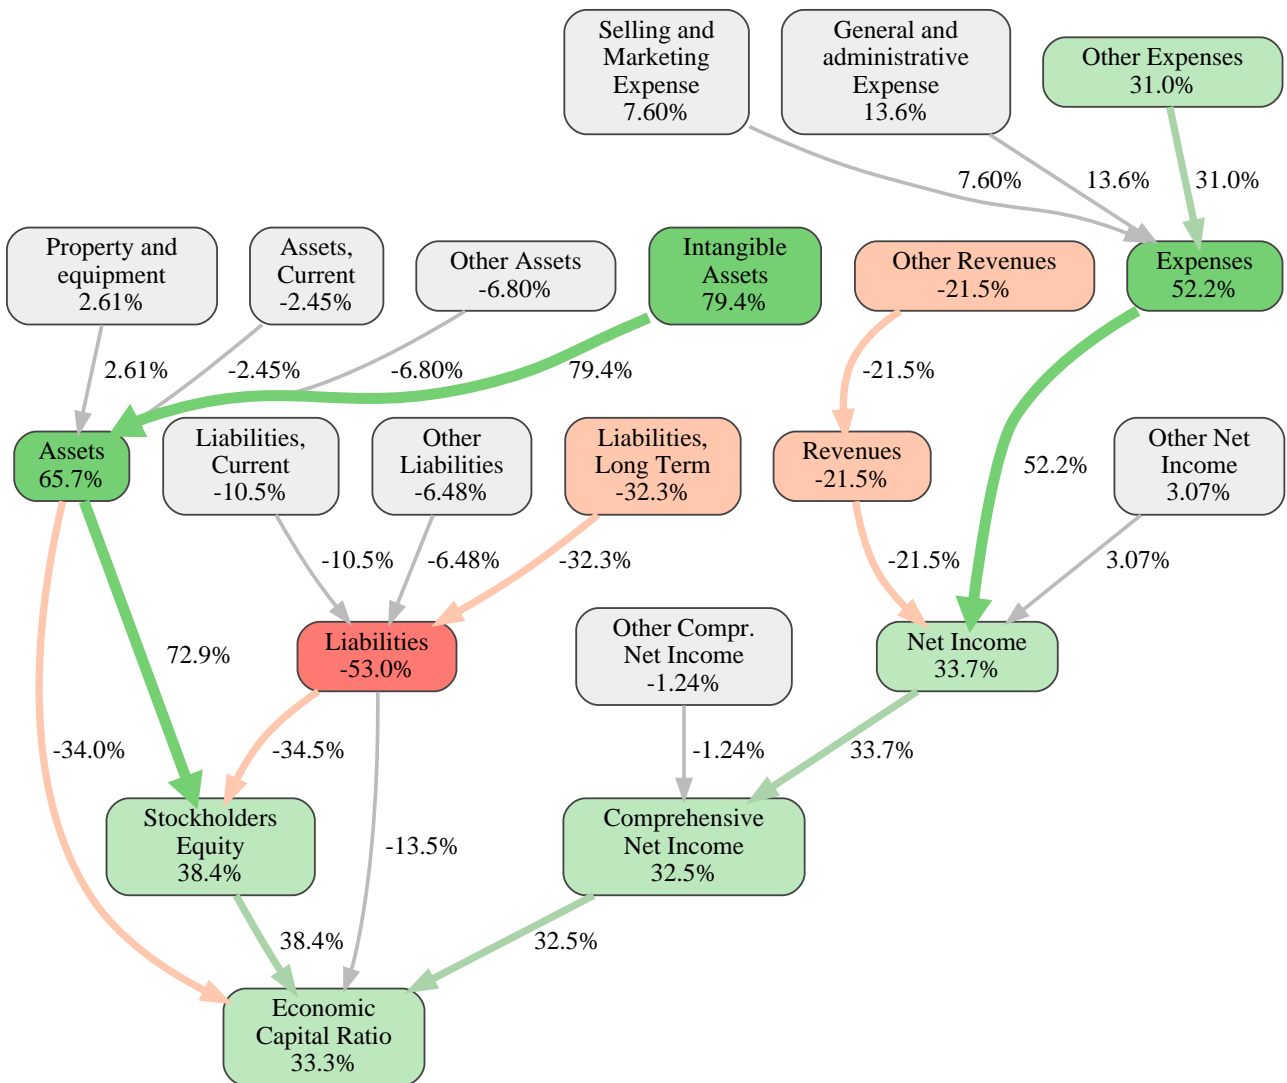 Selling and
Marketing
Expense
7.60%
General and
administrative
Expense
13.6%
Other Expenses
31.0%
7.60%
13.6%
31.0%
Property and
equipment
2.61%
Assets,
Current
-2.45%
Other Assets
-6.80%
Intangible
Assets
79.4%
Other Revenues
-21.5%
Expenses
52.2%
2.61%
-2.45%
-6.80%
79.4%
-21.5%
Assets
65.7%
Liabilities,
Current
-10.5%
Other
Liabilities
-6.48%
Liabilities,
Long Term
-32.3%
Revenues
-21.5%
52.2%
Other Net
Income
3.07%
-10.5%
-6.48%
-32.3%
-21.5%
3.07%
72.9%
Liabilities
-53.0%
Other Compr.
Net Income
-1.24%
Net Income
33.7%
-34.0%
-34.5%
-1.24%
33.7%
Stockholders
Equity
38.4%
-13.5%
Comprehensive
Net Income
32.5%
38.4%
32.5%
Economic
Capital Ratio
33.3%